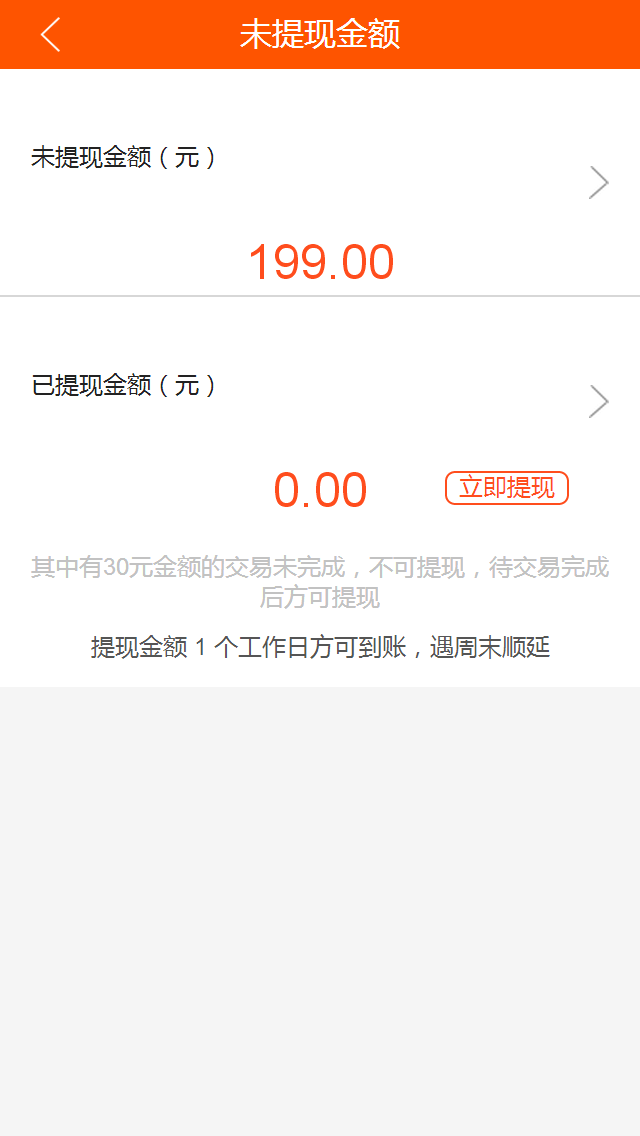 未提现金额
未提现金额（元）
199.00
已提现金额（元）
0.00 立即提现
其中有30元金额的交易未完成，不可提现，待交易完成
后方可提现
提现金额 1 个工作日方可到账，遇周末顺延